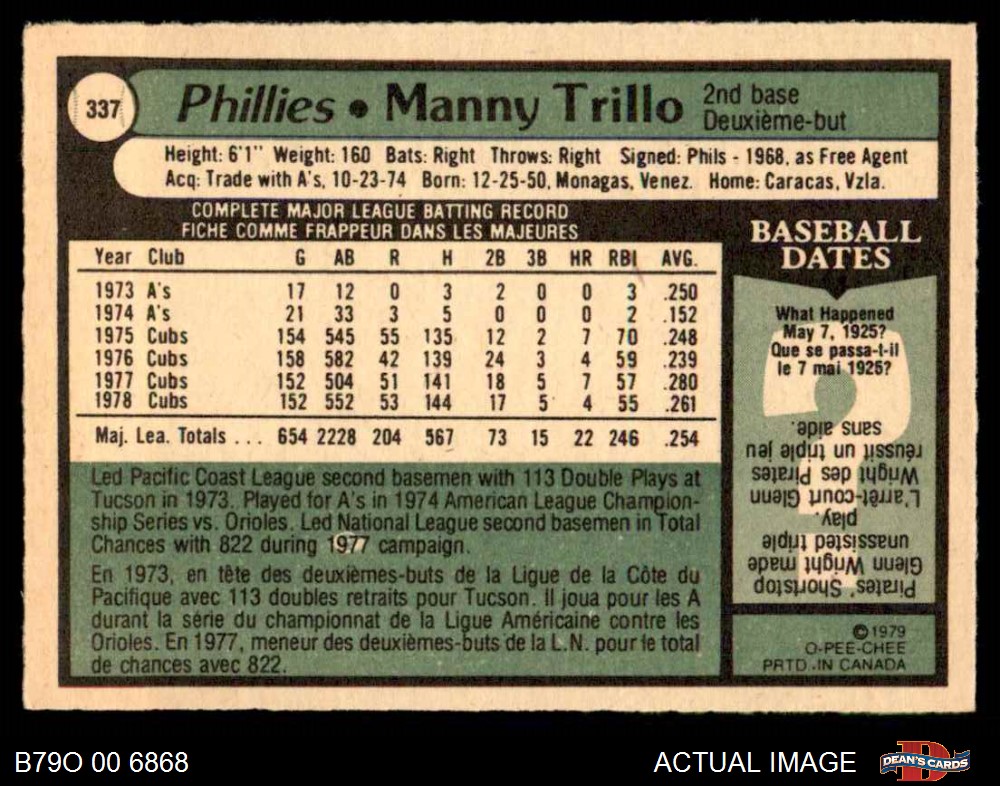 337
Phillies • Manny Trillo 2nd base
Deuxième-but
Height: 6'1" Weight: 160 Bats: Right Throws: Right Signed: Phils - 1968, as Free Agent
Acq: Trade with A's, 10-23-74 Born: 12-25-50, Monagas, Venez. Home: Caracas, Vzla.
COMPLETE MAJOR LEAGUE BATTING RECORD
FICHE COMME FRAPPEUR DANS LES MAJEURES
Year Club G AB R H 2B 3B HR RBI AVG.
1973 A's 17 12 0 3 2 0 0 3 .250
1974 A's 21 33 3 5 0 0 0 2 .152
1975 Cubs 154 545 55 135 12 2 7 70 .248
1976 Cubs 158 582 42 139 24 3 4 59 .239
1977 Cubs 152 504 51 141 18 5 7 57 .280
1978 Cubs 152 552 53 144 17 5 4 55 .261
Maj. Lea. Totals ... 654 2228 204 567 73 15 22 246 .254
Led Pacific Coast League second basemen with 113 Double Plays at
Tucson in 1973. Played for A's in 1974 American League Champion-
ship Series vs. Orioles. Led National League second basemen in Total
Chances with 822 during 1977 campaign.
En 1973, en tête des deuxièmes-buts de la Ligue de la Côte du
Pacifique avec 113 doubles retraits pour Tucson. Il joua pour les A
durant la série du championnat de la Ligue Américaine contre les
Orioles. En 1977, meneur des deuxièmes-buts de la L.N. pour le total
de chances avec 822.
BASEBALL
DATES
What Happened
May 7, 1925?
Que se passa-t-il
le 7 mai 1925?
Pirates' Shortstop
Glenn Wright made
unassisted triple
play.
L'arrêt-court Glenn
Wright des Pirates
réussit un triple jeu
sans aide.
©1979
O-PEE-CHEE
PRTD. IN CANADA
B79O 00 6868
ACTUAL IMAGE
D
DEAN'S CARDS